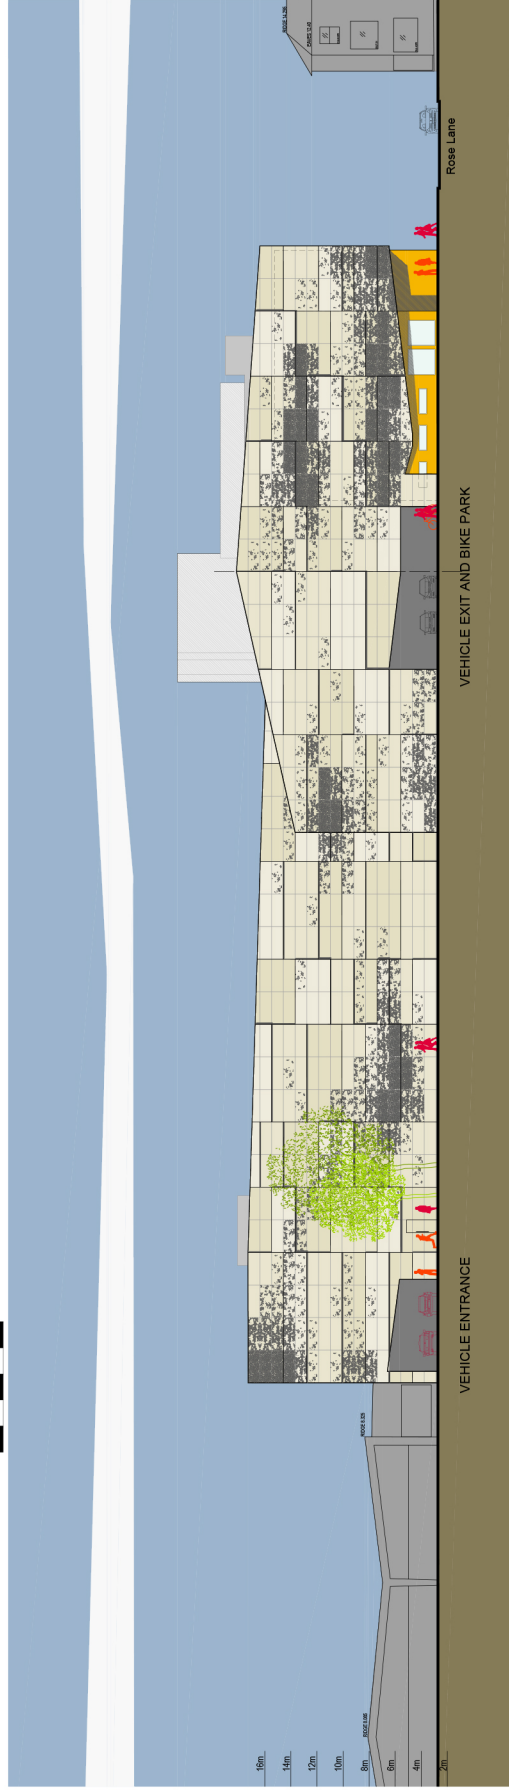 16m
14m
12m
10m
8m
6m
4m
2m
VEHICLE ENTRANCE
VEHICLE EXIT AND BIKE PARK
Rose Lane